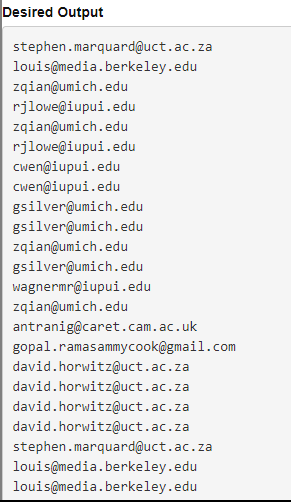 Desired Output
stephen.marquard@uct.ac.za
louis@media.berkeley.edu
zqian@umich.edu
rjlowe@iupui.edu
zqian@umich.edu
rjlowe@iupui.edu
cwen@iupui.edu
cwen@iupui.edu
gsilver@umich.edu
gsilver@umich.edu
zqian@umich.edu
gsilver@umich.edu
wagnermr@iupui.edu
zqian@umich.edu
antranig@caret.cam.ac.uk
gopal.ramasammycook@gmail.com
david.horwitz@uct.ac.za
david.horwitz@uct.ac.za
david.horwitz@uct.ac.za
david.horwitz@uct.ac.za
stephen.marquard@uct.ac.za
louis@media.berkeley.edu
louis@media.berkeley.edu